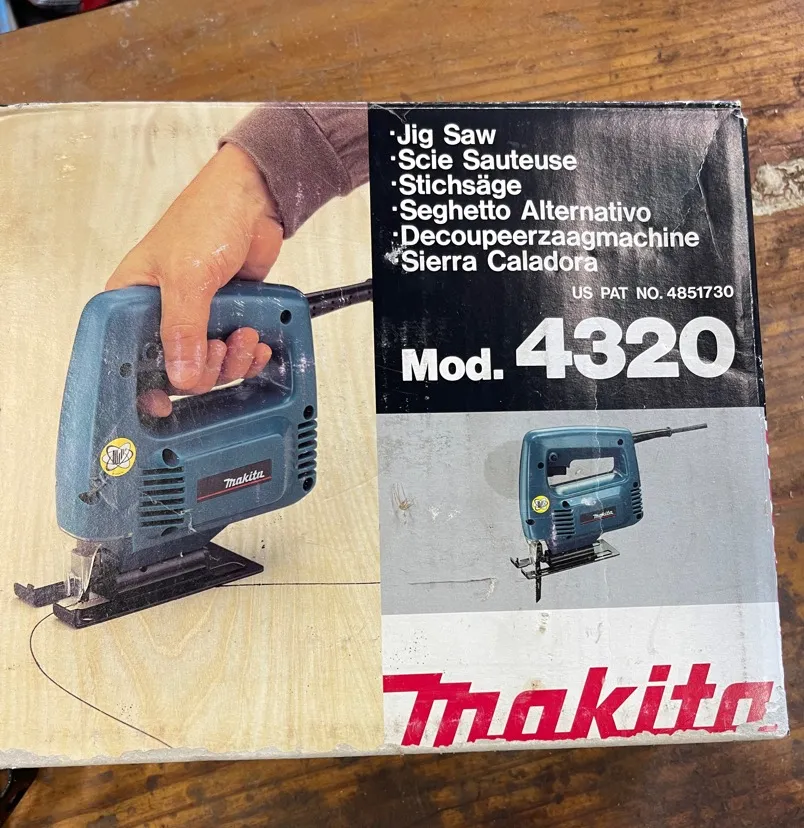 ·Jig Saw
·Scie Sauteuse
·Stichsäge
·Seghetto Alternativo
·Decoupeerzaagmachine
·Sierra Caladora
US PAT NO. 4851730
Mod. 4320
makita
makita
makita